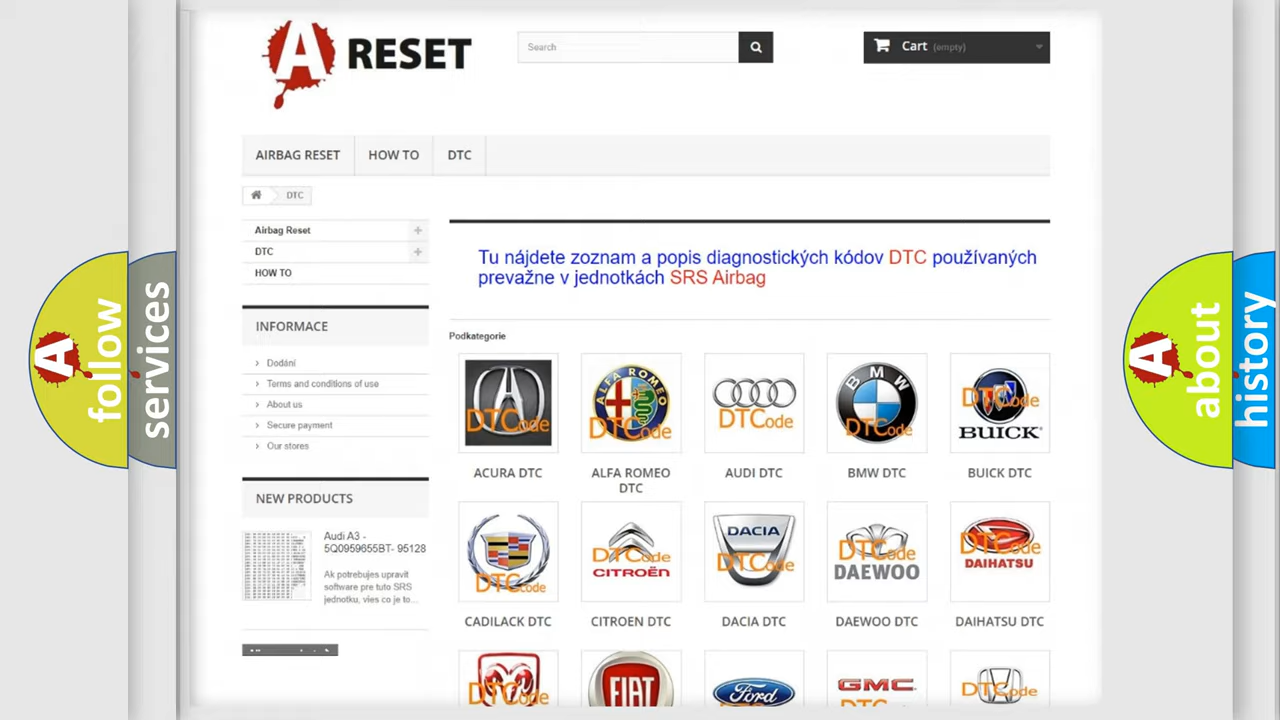 A RESET
Search
Cart (empty)
AIRBAG RESET
HOW TO
DTC
DTC
Airbag Reset
DTC
HOW TO
INFORMACE
Dodání
Terms and conditions of use
About us
Secure payment
Our stores
NEW PRODUCTS
Audi A3 -
5Q0959655BT- 95128
Ak potrebujes upravit
software pre tuto SRS
jednotku, vies co je to...
Tu nájdete zoznam a popis diagnostických kódov DTC používaných
prevažne v jednotkách SRS Airbag
Podkategorie
DTCode
ALFA ROMEO
DTCode
DTCode
BMW
DTCode
DTCode
BUICK
ACURA DTC
ALFA ROMEO
DTC
AUDI DTC
BMW DTC
BUICK DTC
DTCode
DTCode
CITROËN
DACIA
DTCode
DTCode
DAEWOO
DTCode
DAIHATSU
CADILACK DTC
CITROEN DTC
DACIA DTC
DAEWOO DTC
DAIHATSU DTC
DTCode
FIAT
Ford
GMC
DTCode
A
follow
services
A
about
history